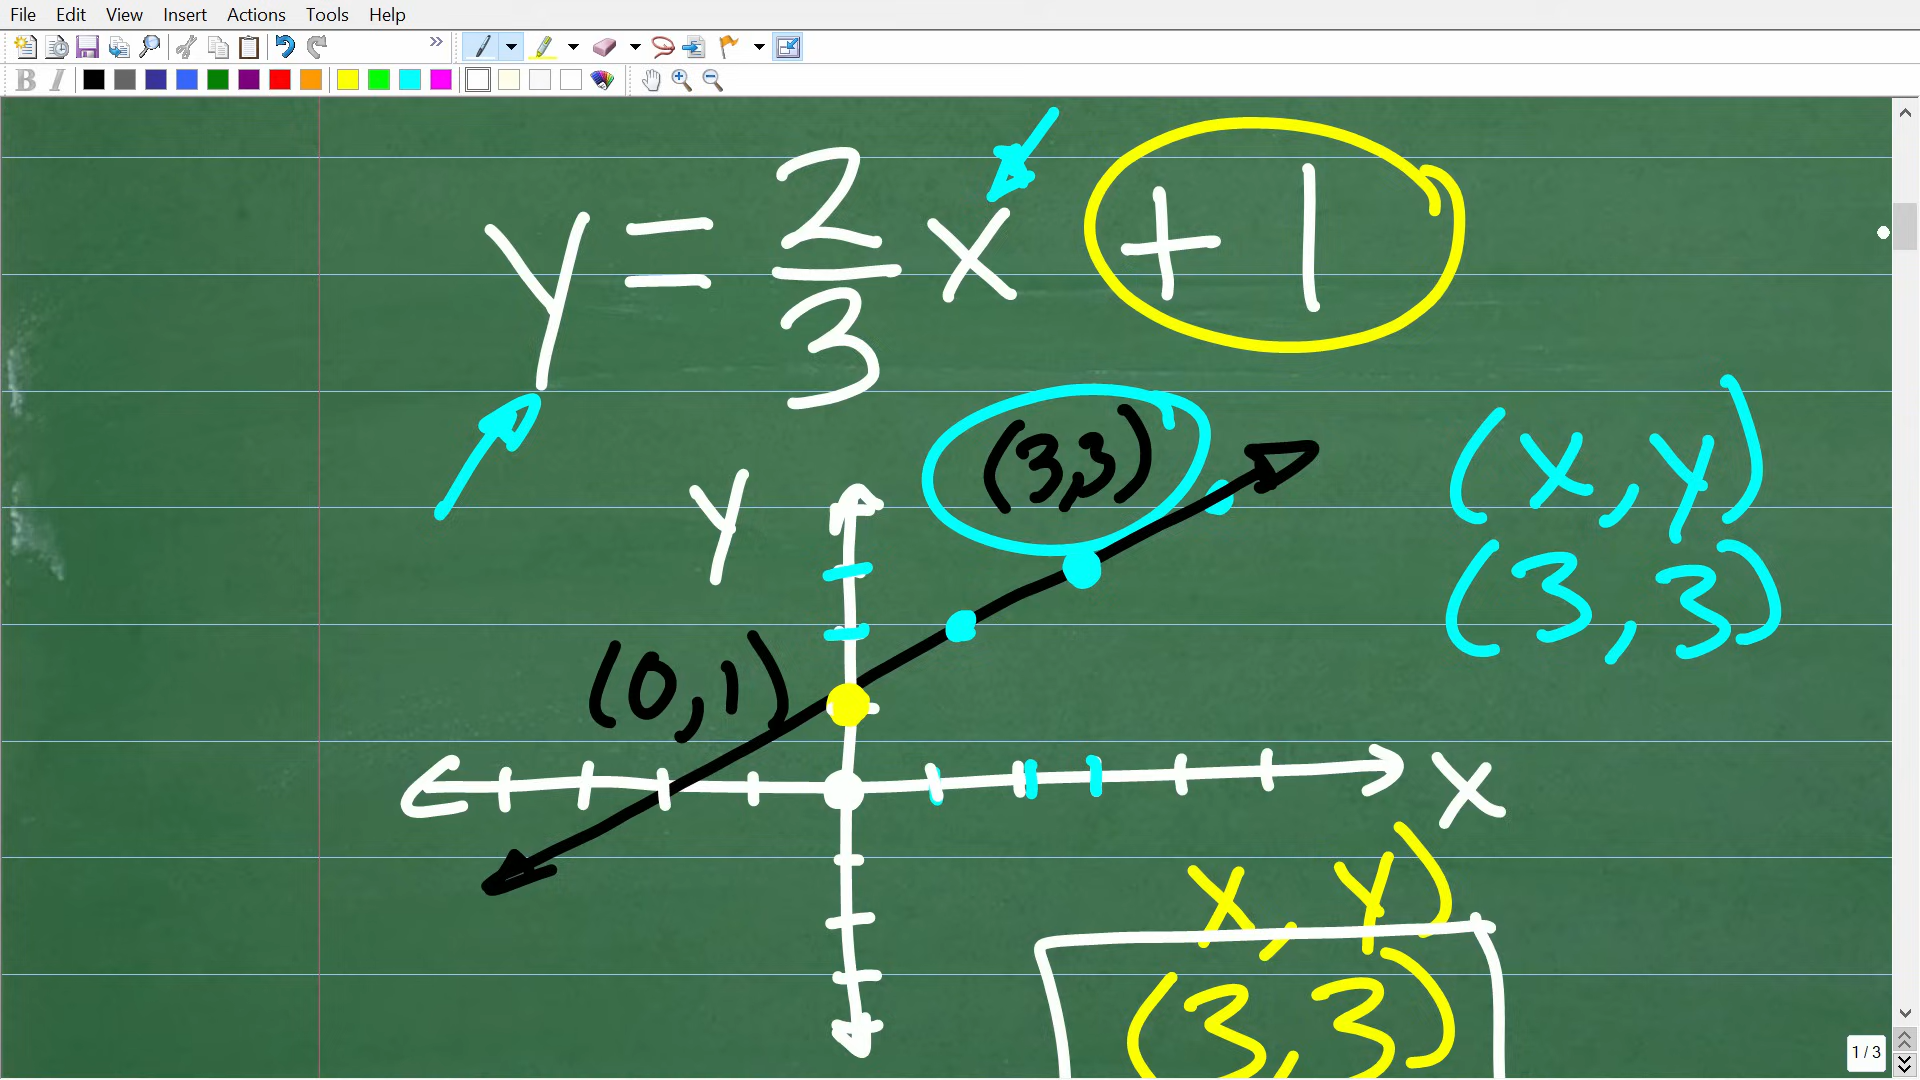 File Edit View Insert Actions Tools Help
B I
y = 2/3 x + 1
(3,3)
(x, y)
y
(3, 3)
(0, 1)
x
x, y)
(3, 3)
1 / 3